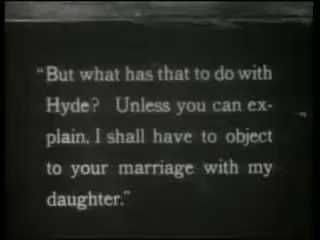 "But what has that to do with
Hyde? Unless you can ex-
plain, I shall have to object
to your marriage with my
daughter."